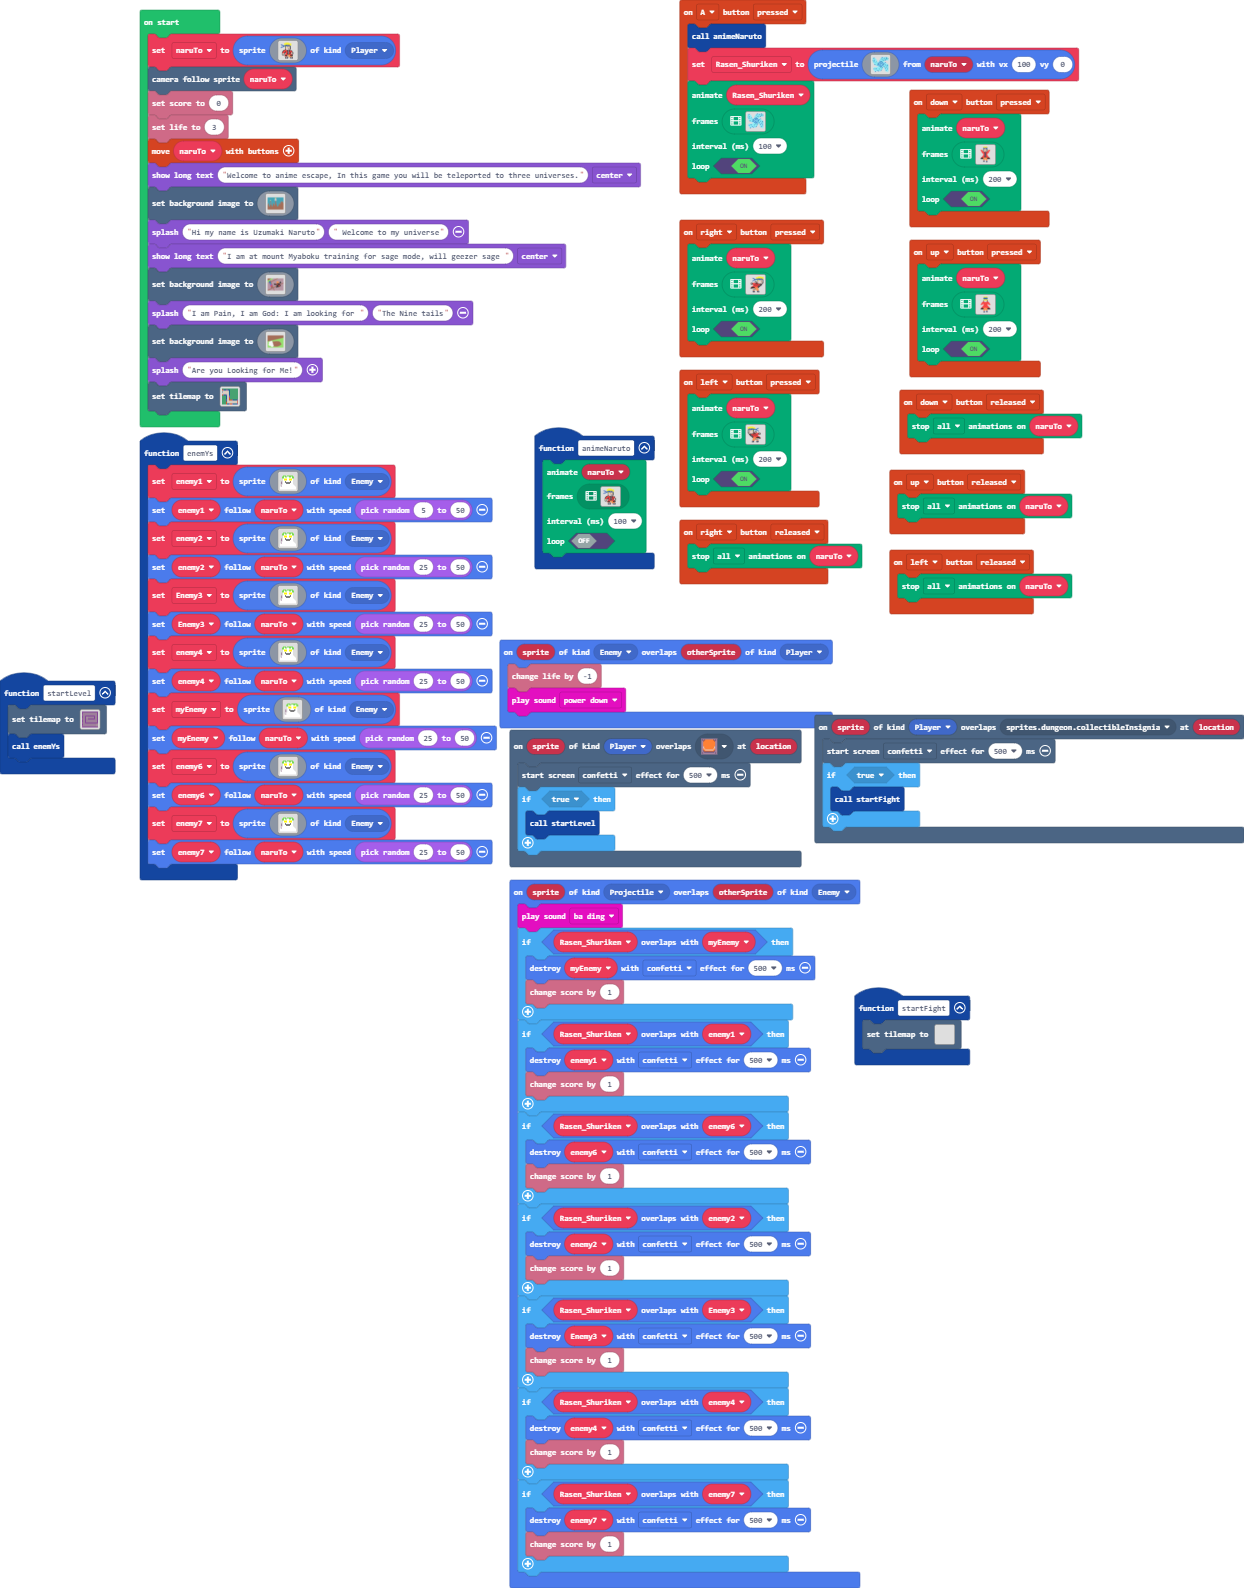 on start
set naruTo to sprite of kind Player
camera follow sprite naruTo
set score to 0
set life to 3
move naruTo with buttons
show long text "Welcome to anime escape, In this game you will be teleported to three universes." center
set background image to
splash "Hi my name is Uzumaki Naruto" " Welcome to my universe"
show long text "I am at mount Myaboku training for sage mode, will geezer sage " center
set background image to
splash "I am Pain, I am God: I am looking for " "The Nine tails"
set background image to
splash "Are you Looking for Me!"
set tilemap to
function enemYs
set enemy1 to sprite of kind Enemy
set enemy1 follow naruTo with speed pick random 5 to 50
set enemy2 to sprite of kind Enemy
set enemy2 follow naruTo with speed pick random 25 to 50
set Enemy3 to sprite of kind Enemy
set Enemy3 follow naruTo with speed pick random 25 to 50
set enemy4 to sprite of kind Enemy
set enemy4 follow naruTo with speed pick random 25 to 50
set myEnemy to sprite of kind Enemy
set myEnemy follow naruTo with speed pick random 25 to 50
set enemy6 to sprite of kind Enemy
set enemy6 follow naruTo with speed pick random 25 to 50
set enemy7 to sprite of kind Enemy
set enemy7 follow naruTo with speed pick random 25 to 50
function startLevel
set tilemap to
call enemYs
function animeNaruto
animate naruTo
frames
interval (ms) 100
loop OFF
on A button pressed
call animeNaruto
set Rasen_Shuriken to projectile from naruTo with vx 100 vy 0
animate Rasen_Shuriken
frames
interval (ms) 100
loop ON
on right button pressed
animate naruTo
frames
interval (ms) 200
loop ON
on left button pressed
animate naruTo
frames
interval (ms) 200
loop ON
on right button released
stop all animations on naruTo
on down button pressed
animate naruTo
frames
interval (ms) 200
loop ON
on up button pressed
animate naruTo
frames
interval (ms) 200
loop ON
on down button released
stop all animations on naruTo
on up button released
stop all animations on naruTo
on left button released
stop all animations on naruTo
on sprite of kind Enemy overlaps otherSprite of kind Player
change life by -1
play sound power down
on sprite of kind Player overlaps at location
start screen confetti effect for 500 ms
if true then
call startLevel
on sprite of kind Player overlaps sprites.dungeon.collectibleInsignia at location
start screen confetti effect for 500 ms
if true then
call startFight
on sprite of kind Projectile overlaps otherSprite of kind Enemy
play sound ba ding
if Rasen_Shuriken overlaps with myEnemy then
destroy myEnemy with confetti effect for 500 ms
change score by 1
if Rasen_Shuriken overlaps with enemy1 then
destroy enemy1 with confetti effect for 500 ms
change score by 1
if Rasen_Shuriken overlaps with enemy6 then
destroy enemy6 with confetti effect for 500 ms
change score by 1
if Rasen_Shuriken overlaps with enemy2 then
destroy enemy2 with confetti effect for 500 ms
change score by 1
if Rasen_Shuriken overlaps with Enemy3 then
destroy Enemy3 with confetti effect for 500 ms
change score by 1
if Rasen_Shuriken overlaps with enemy4 then
destroy enemy4 with confetti effect for 500 ms
change score by 1
if Rasen_Shuriken overlaps with enemy7 then
destroy enemy7 with confetti effect for 500 ms
change score by 1
function startFight
set tilemap to